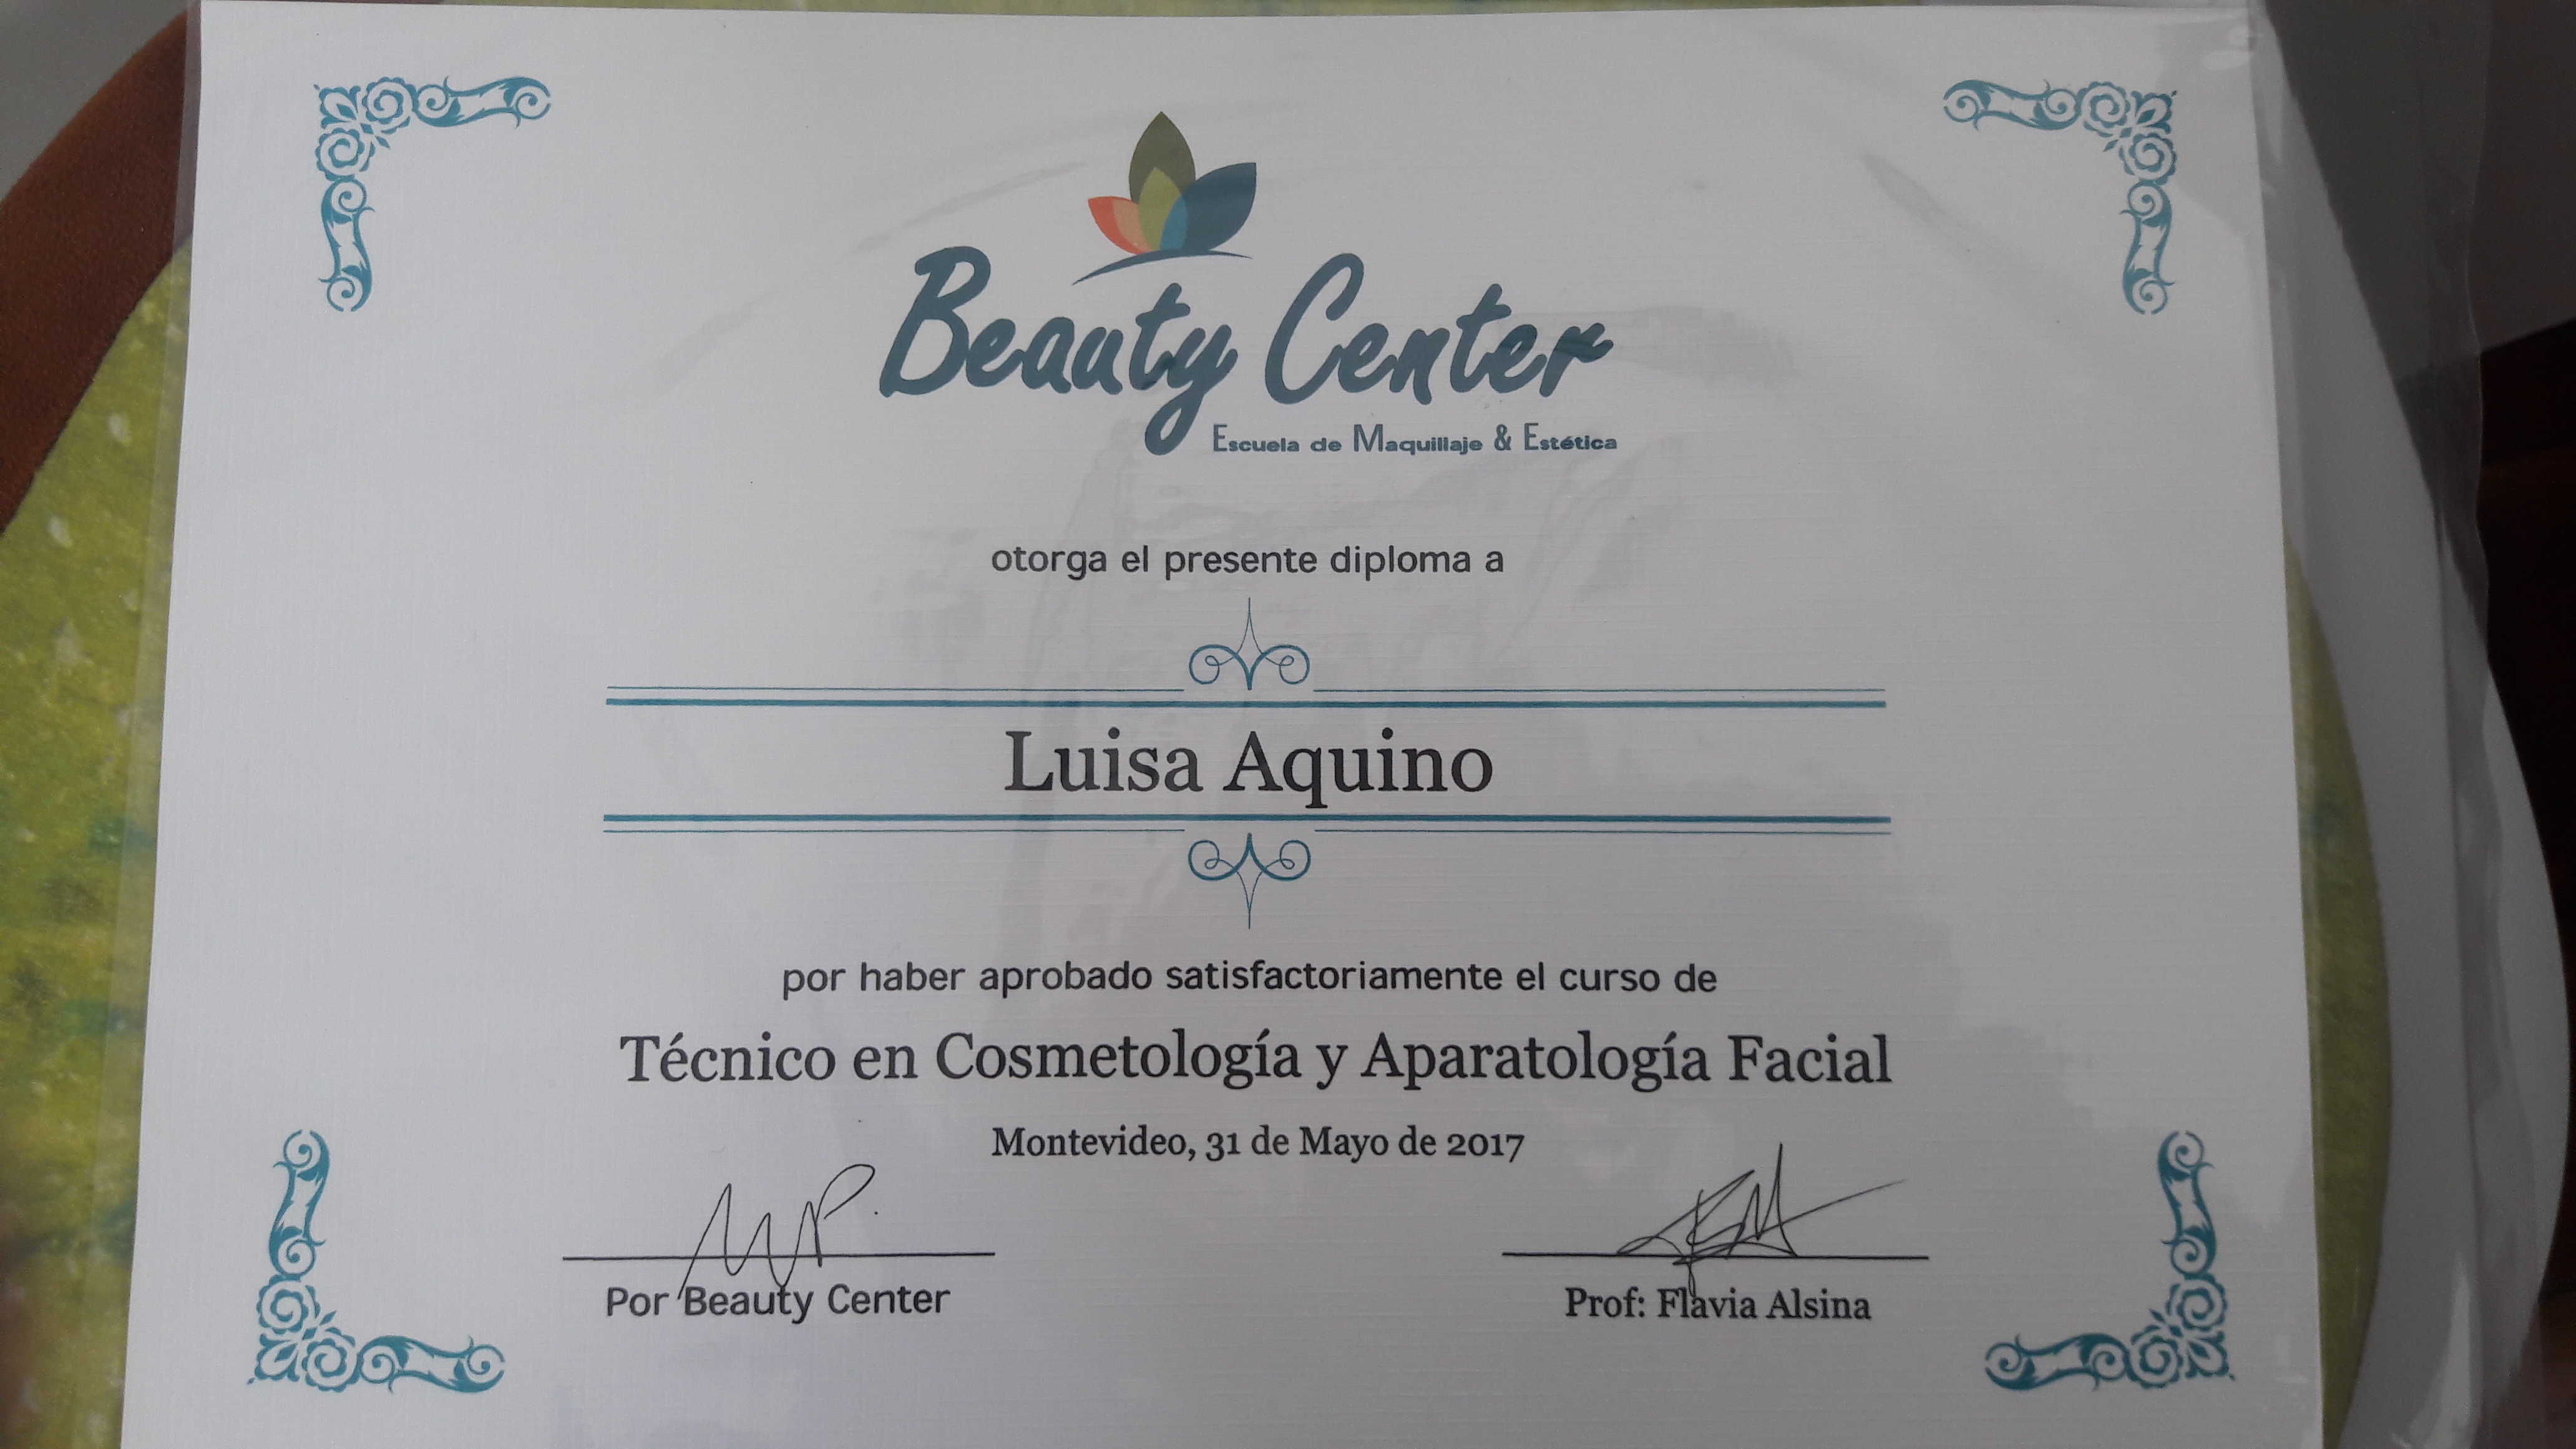 Beauty Center
Escuela de Maquillaje & Estética
otorga el presente diploma a
Luisa Aquino
por haber aprobado satisfactoriamente el curso de
Técnico en Cosmetología y Aparatología Facial
Montevideo, 31 de Mayo de 2017
Por Beauty Center
Prof: Flavia Alsina